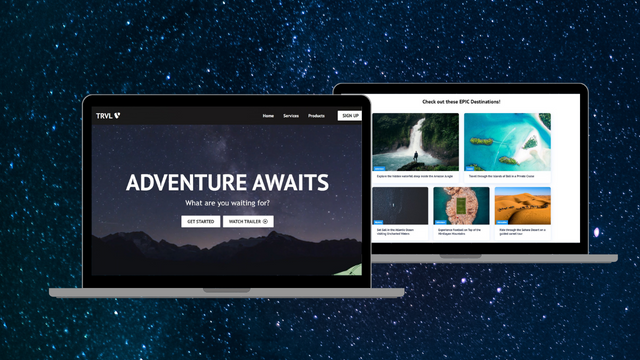 TRVL
Home Services Products SIGN UP
ADVENTURE AWAITS
What are you waiting for?
GET STARTED
WATCH TRAILER
Check out these EPIC Destinations!
Explore the hidden waterfall deep inside the Amazon Jungle
Travel through the Islands of Bali in a Private Cruise
Set Sail in the Atlantic Ocean
visiting Uncharted Waters
Experience Football on Top of the
Himilayan Mountains
Ride through the Sahara Desert on a
guided camel tour